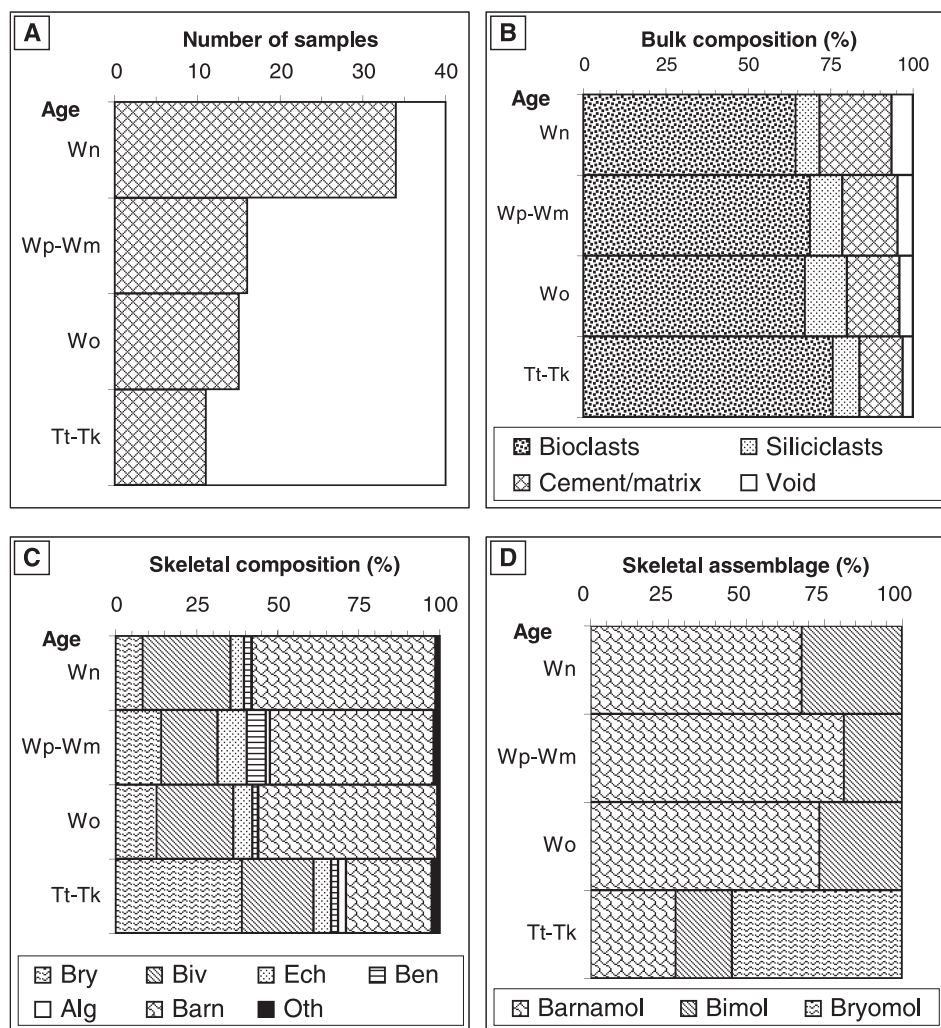 A
Number of samples
0 10 20 30 40
Age
Wn
Wp-Wm
Wo
Tt-Tk
B
Bulk composition (%)
0 25 50 75 100
Age
Wn
Wp-Wm
Wo
Tt-Tk
Bioclasts Siliciclasts
Cement/matrix Void
C
Skeletal composition (%)
0 25 50 75 100
Age
Wn
Wp-Wm
Wo
Tt-Tk
Bry Biv Ech Ben
Alg Barn Oth
D
Skeletal assemblage (%)
0 25 50 75 100
Age
Wn
Wp-Wm
Wo
Tt-Tk
Barnamol Bimol Bryomol